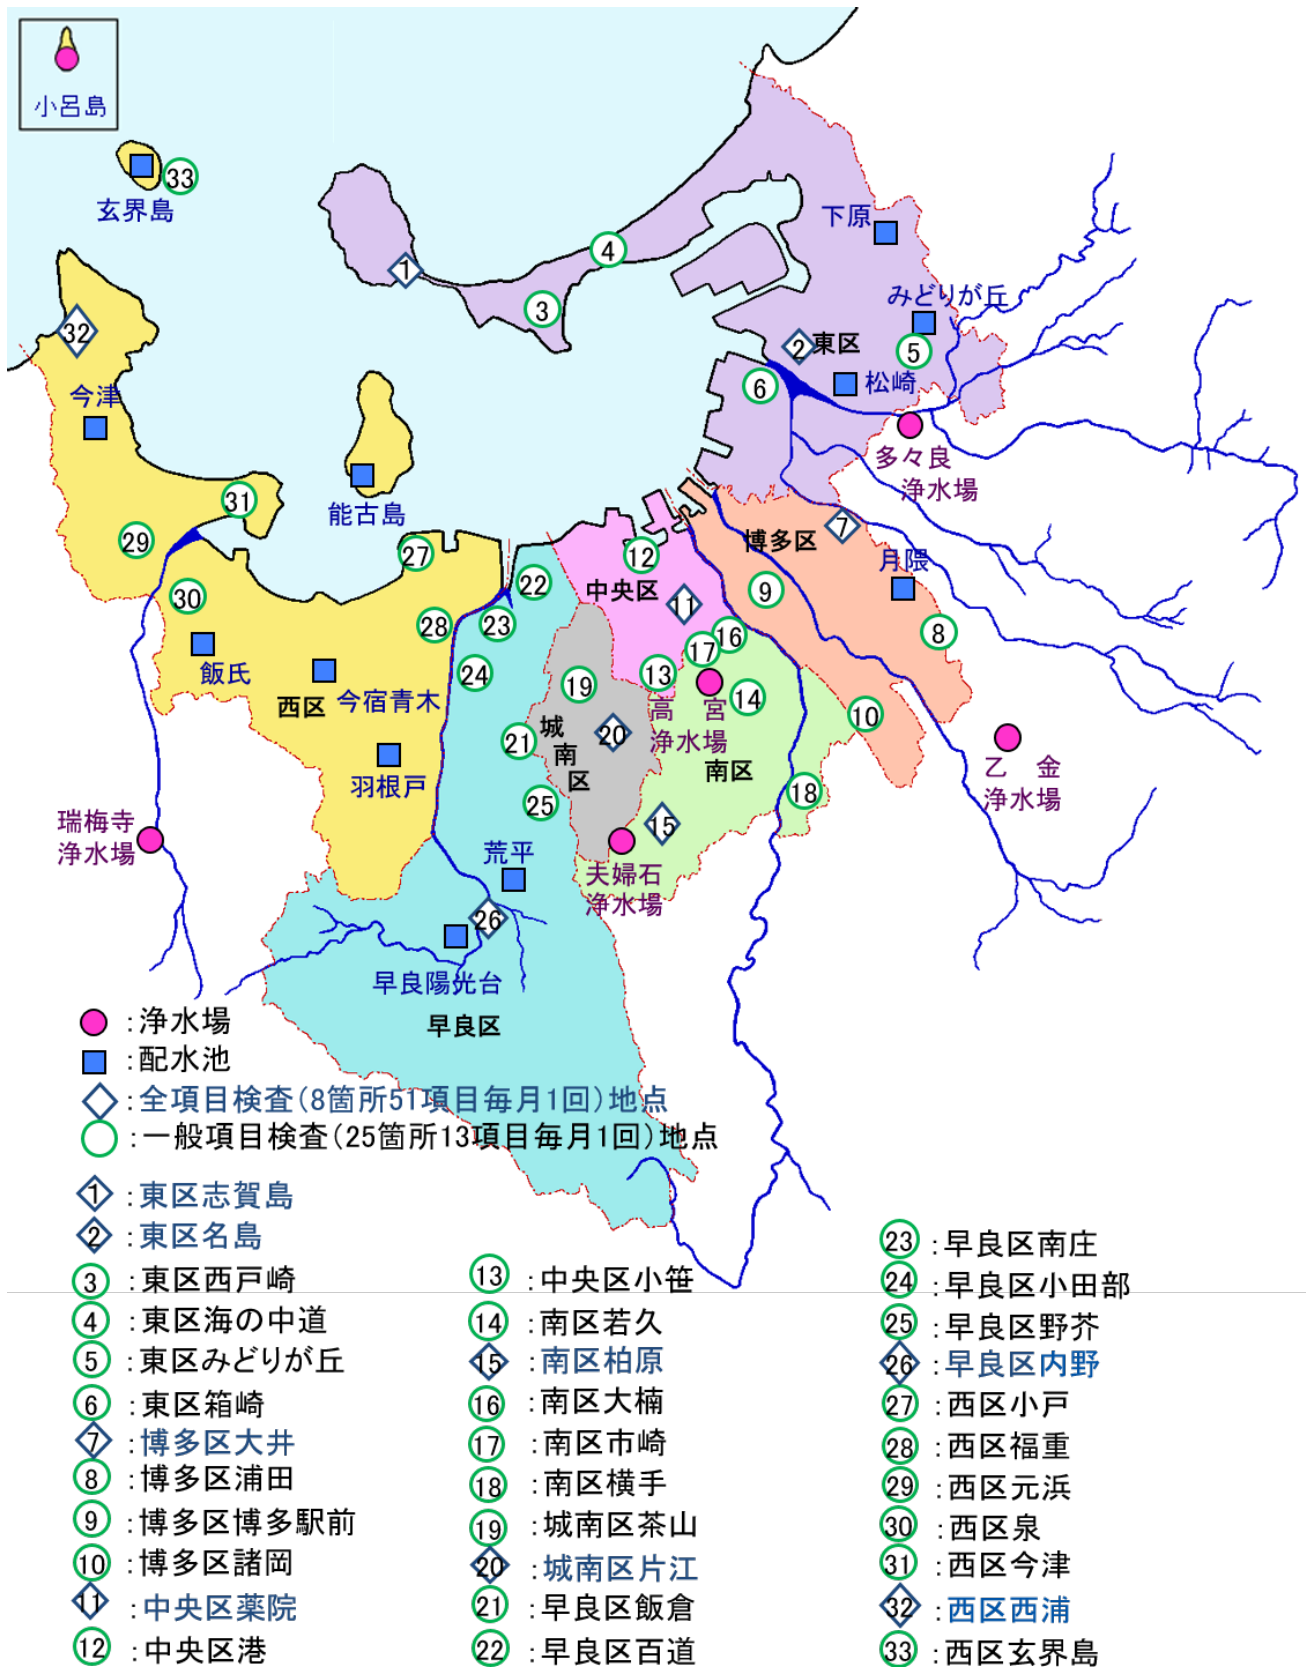 小呂島
玄界島
33
1
4
3
下原
みどりが丘
2
東区
5
6
松崎
多々良
浄水場
32
今津
能古島
31
29
30
飯氏
西区
今宿青木
羽根戸
27
28
22
23
24
12
中央区
11
博多区
7
月隈
9
8
16
17
13
14
高 宮
浄水場
10
南区
18
19
城
南
区
20
21
25
15
乙 金
浄水場
瑞梅寺
浄水場
荒平
夫婦石
浄水場
26
早良陽光台
早良区
:浄水場
:配水池
:全項目検査(8箇所51項目毎月1回)地点
:一般項目検査(25箇所13項目毎月1回)地点
1:東区志賀島
2:東区名島
3:東区西戸崎
4:東区海の中道
5:東区みどりが丘
6:東区箱崎
7:博多区大井
8:博多区浦田
9:博多区博多駅前
10:博多区諸岡
11:中央区薬院
12:中央区港
13:中央区小笹
14:南区若久
15:南区柏原
16:南区大楠
17:南区市崎
18:南区横手
19:城南区茶山
20:城南区片江
21:早良区飯倉
22:早良区百道
23:早良区南庄
24:早良区小田部
25:早良区野芥
26:早良区内野
27:西区小戸
28:西区福重
29:西区元浜
30:西区泉
31:西区今津
32:西区西浦
33:西区玄界島